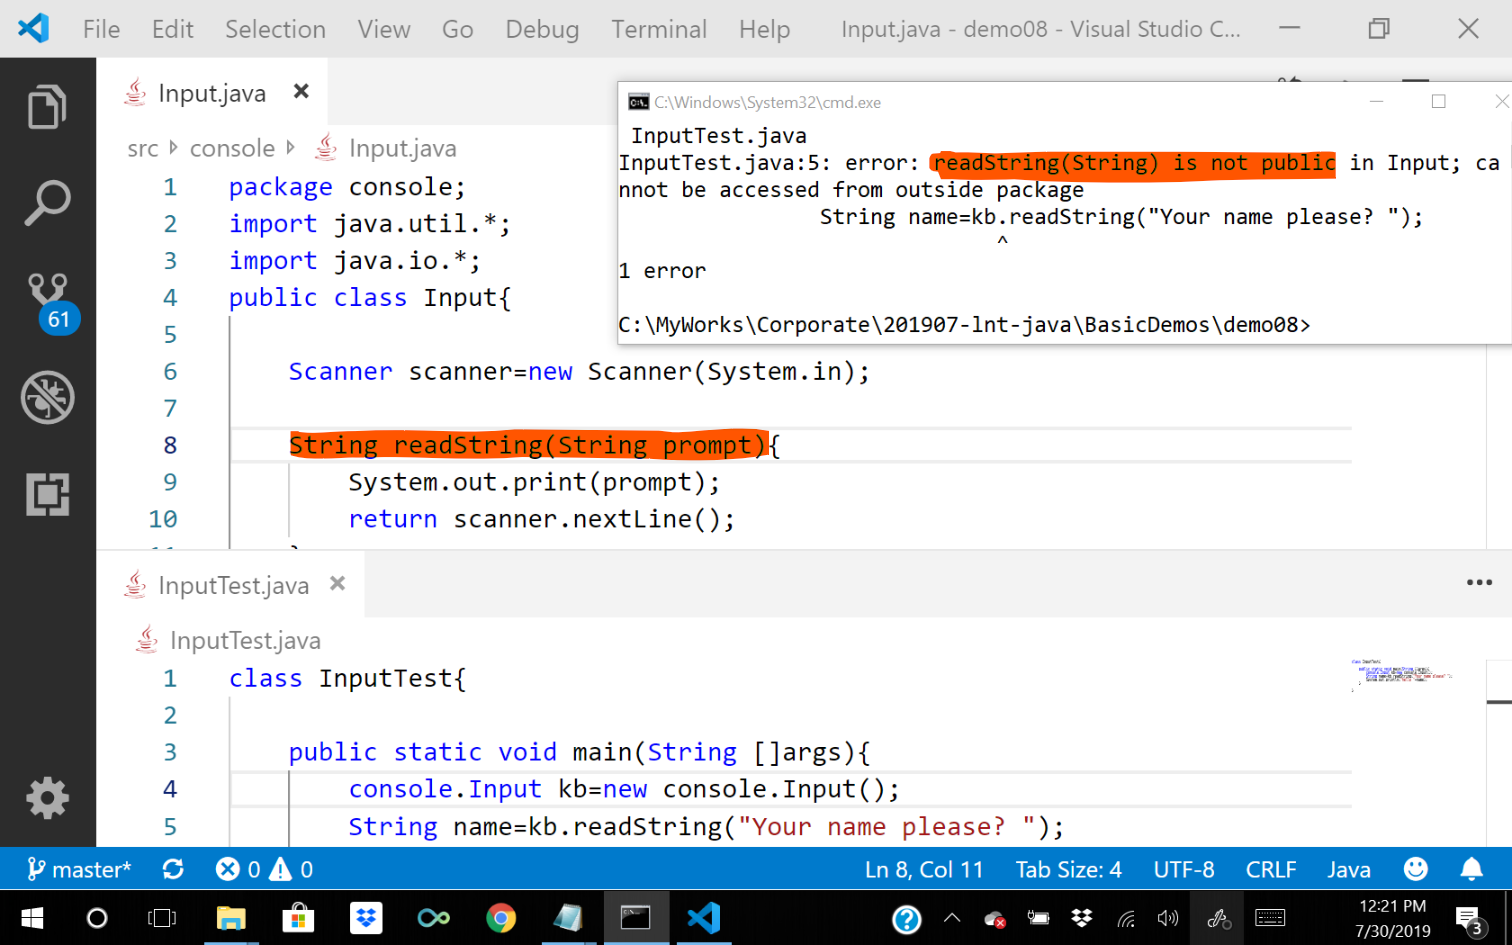 File Edit Selection View Go Debug Terminal Help Input.java - demo08 - Visual Studio C...
Input.java
src console Input.java
1 package console;
2 import java.util.*;
3 import java.io.*;
4 public class Input{
5
6 Scanner scanner=new Scanner(System.in);
7
8 String readString(String prompt){
9 System.out.print(prompt);
10 return scanner.nextLine();
C:\Windows\System32\cmd.exe
InputTest.java
InputTest.java:5: error: readString(String) is not public in Input; ca
nnot be accessed from outside package
String name=kb.readString("Your name please? ");
^
1 error
C:\MyWorks\Corporate\201907-lnt-java\BasicDemos\demo08>
61
InputTest.java
InputTest.java
1 class InputTest{
2
3 public static void main(String []args){
4 console.Input kb=new console.Input();
5 String name=kb.readString("Your name please? ");
master* 0 0 Ln 8, Col 11 Tab Size: 4 UTF-8 CRLF Java
12:21 PM
7/30/2019
3